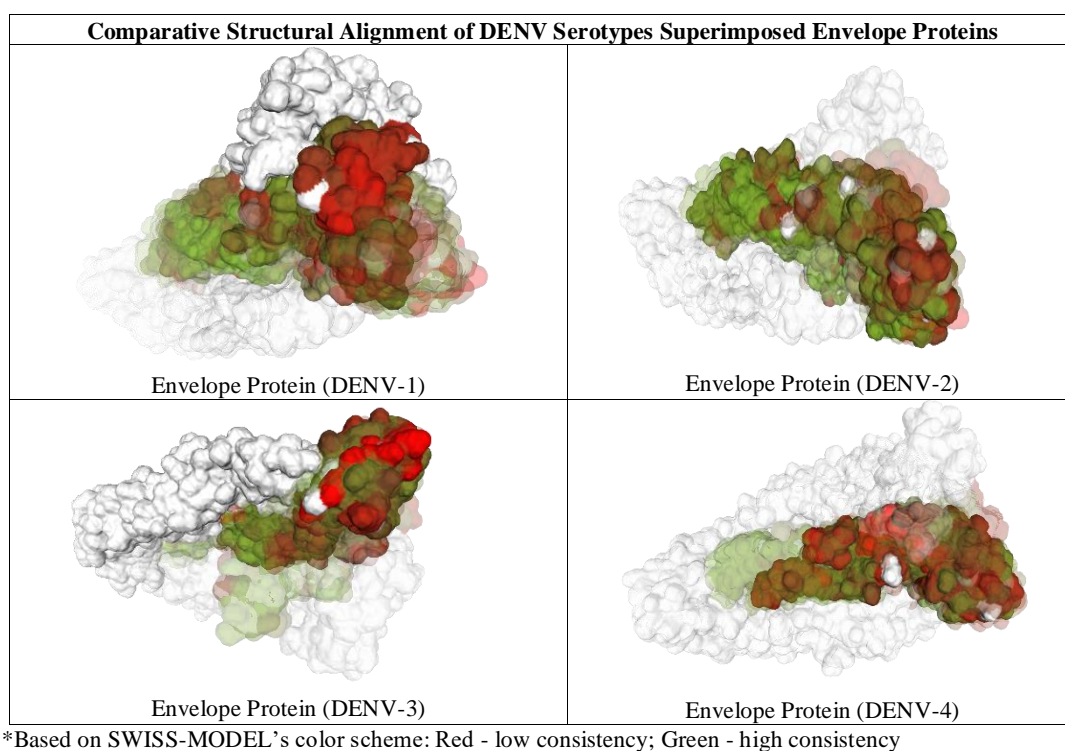 Comparative Structural Alignment of DENV Serotypes Superimposed Envelope Proteins
Envelope Protein (DENV-1)
Envelope Protein (DENV-2)
Envelope Protein (DENV-3)
Envelope Protein (DENV-4)
*Based on SWISS-MODEL’s color scheme: Red - low consistency; Green - high consistency